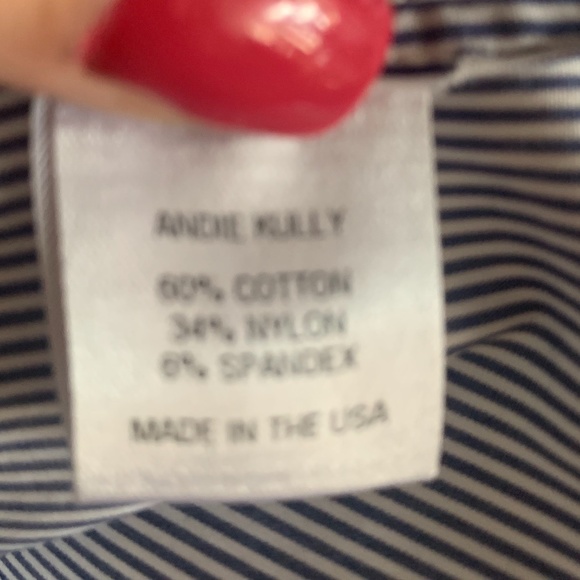 ANDIE KULLY
60% COTTON
34% NYLON
6% SPANDEX
MADE IN THE USA